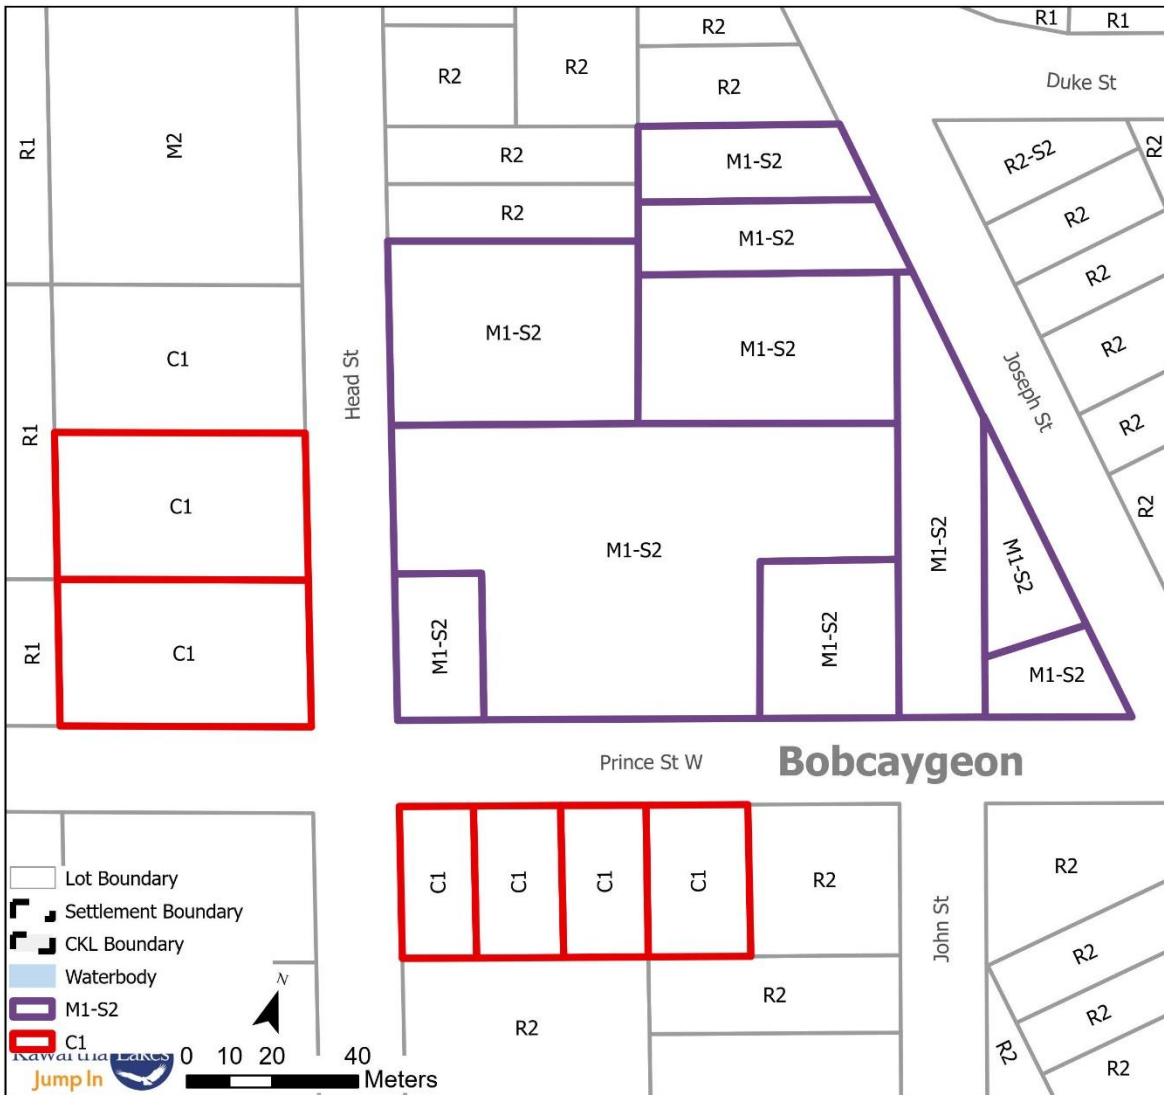 R1
R1
R2
R2
R2
R2
Duke St
M2
R1
R2
M1-S2
R2-S2
R2
R2
R2
M1-S2
R2
M1-S2
M1-S2
C1
Head St
R2
Joseph St
R2
R1
R2
C1
R2
M1-S2
M1-S2
M1-S2
C1
R1
M1-S2
M1-S2
M1-S2
Prince St W
Bobcaygeon
C1
C1
C1
C1
R2
R2
Lot Boundary
Settlement Boundary
CKL Boundary
Waterbody
M1-S2
C1
John St
R2
R2
R2
R2
R2
R2
N
Kawartha Lakes
Jump In
0 10 20 40
Meters